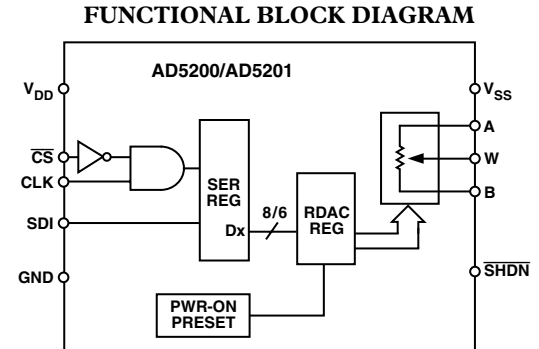 FUNCTIONAL BLOCK DIAGRAM
AD5200/AD5201
VDD
VSS
CS
CLK
SDI
GND
SER
REG
Dx
8/6
RDAC
REG
A
W
B
SHDN
PWR-ON
PRESET